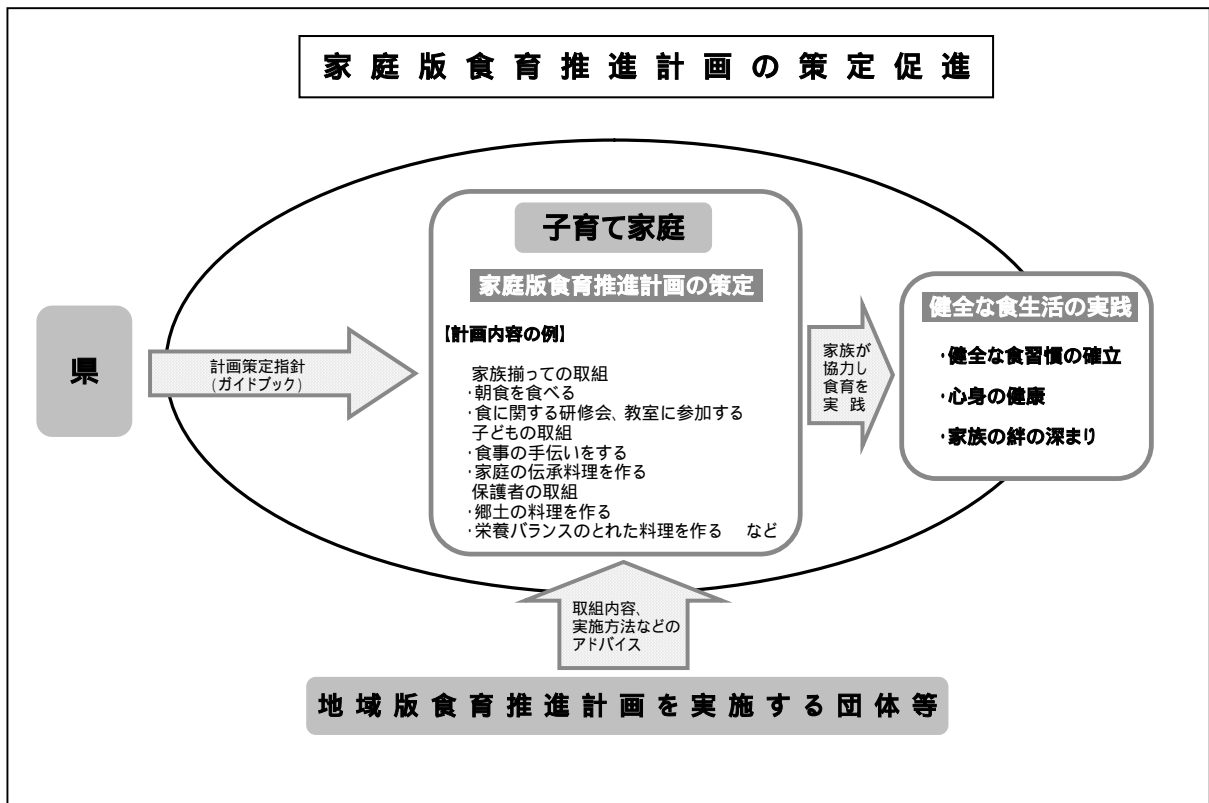 家庭版食育推進計画の策定促進
県
計画策定指針
(ガイドブック)
子育て家庭
家庭版食育推進計画の策定
【計画内容の例】
家族揃っての取組
・朝食を食べる
・食に関する研修会、教室に参加する
子どもの取組
・食事の手伝いをする
・家庭の伝承料理を作る
保護者の取組
・郷土の料理を作る
・栄養バランスのとれた料理を作る　など
家族が
協力し
食育を
実　践
健全な食生活の実践
・健全な食習慣の確立
・心身の健康
・家族の絆の深まり
取組内容、
実施方法などの
アドバイス
地域版食育推進計画を実施する団体等